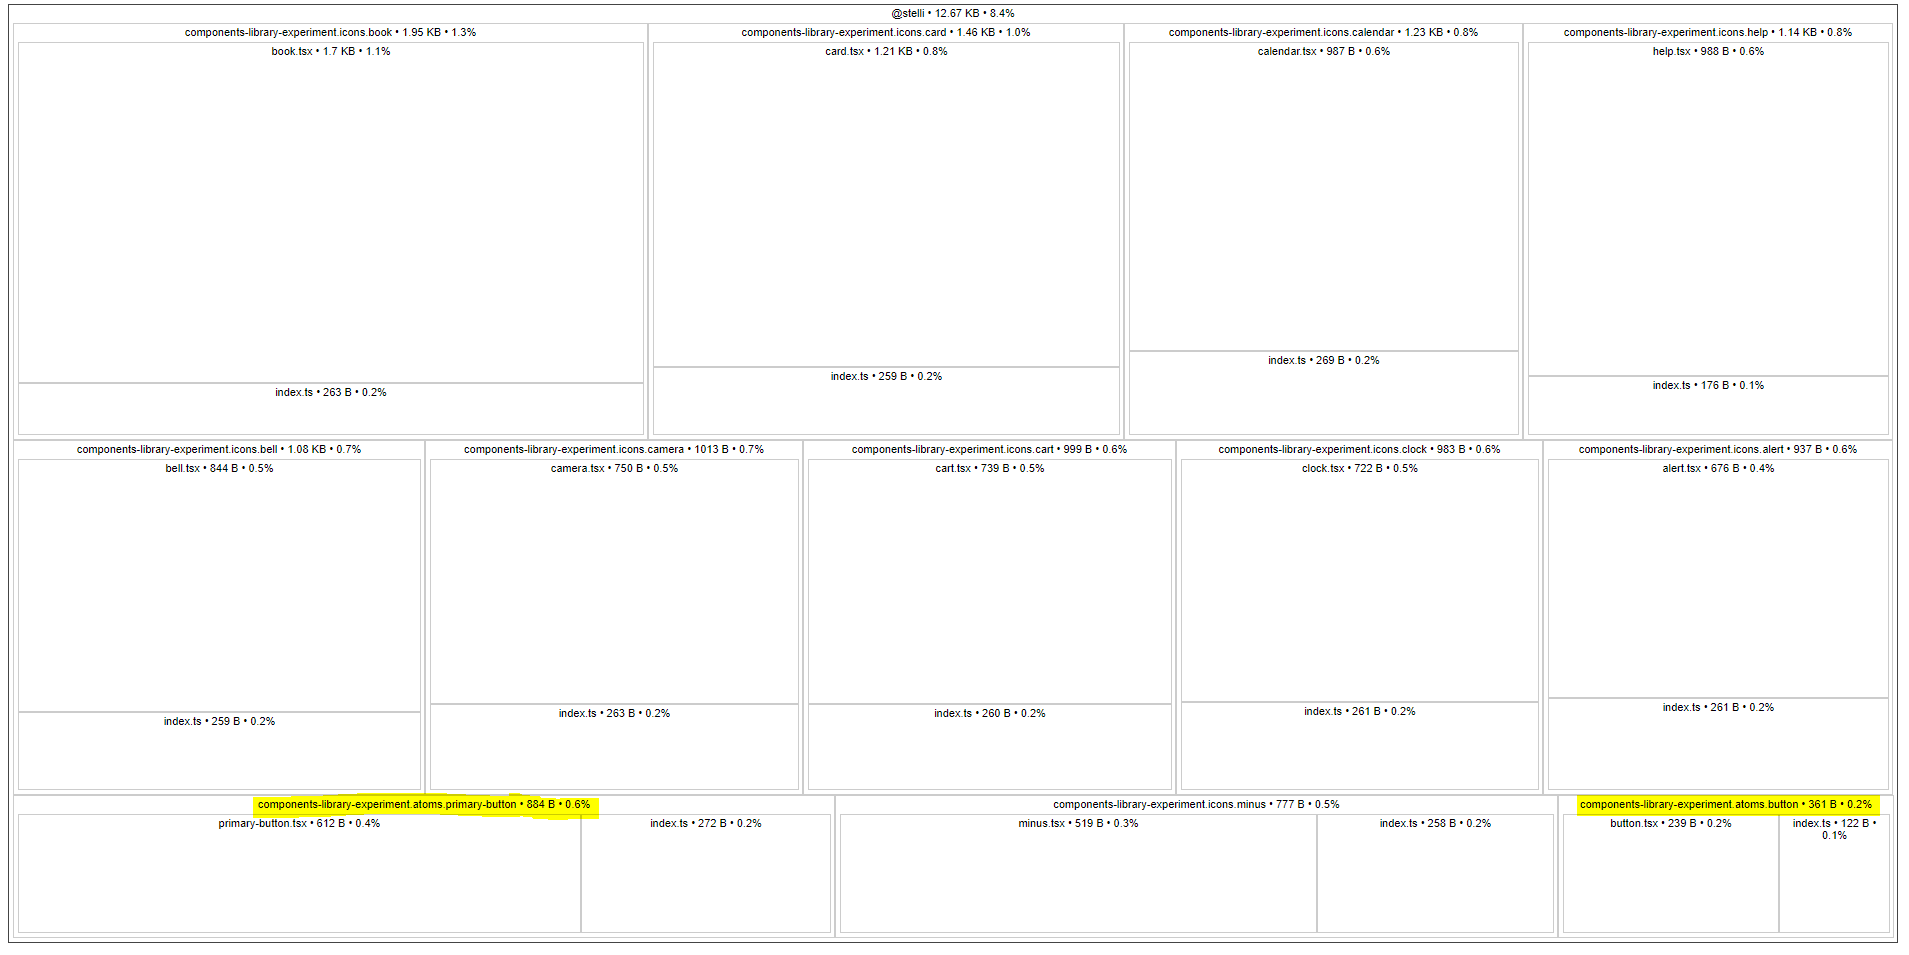 @stelli • 12.67 KB • 8.4%
components-library-experiment.icons.book • 1.95 KB • 1.3%
book.tsx • 1.7 KB • 1.1%
index.ts • 263 B • 0.2%
components-library-experiment.icons.card • 1.46 KB • 1.0%
card.tsx • 1.21 KB • 0.8%
index.ts • 259 B • 0.2%
components-library-experiment.icons.calendar • 1.23 KB • 0.8%
calendar.tsx • 987 B • 0.6%
index.ts • 269 B • 0.2%
components-library-experiment.icons.help • 1.14 KB • 0.8%
help.tsx • 988 B • 0.6%
index.ts • 176 B • 0.1%
components-library-experiment.icons.bell • 1.08 KB • 0.7%
bell.tsx • 844 B • 0.5%
index.ts • 259 B • 0.2%
components-library-experiment.icons.camera • 1013 B • 0.7%
camera.tsx • 750 B • 0.5%
index.ts • 263 B • 0.2%
components-library-experiment.icons.cart • 999 B • 0.6%
cart.tsx • 739 B • 0.5%
index.ts • 260 B • 0.2%
components-library-experiment.icons.clock • 983 B • 0.6%
clock.tsx • 722 B • 0.5%
index.ts • 261 B • 0.2%
components-library-experiment.icons.alert • 937 B • 0.6%
alert.tsx • 676 B • 0.4%
index.ts • 261 B • 0.2%
components-library-experiment.atoms.primary-button • 884 B • 0.6%
primary-button.tsx • 612 B • 0.4%
index.ts • 272 B • 0.2%
components-library-experiment.icons.minus • 777 B • 0.5%
minus.tsx • 519 B • 0.3%
index.ts • 258 B • 0.2%
components-library-experiment.atoms.button • 361 B • 0.2%
button.tsx • 239 B • 0.2%
index.ts • 122 B •
0.1%